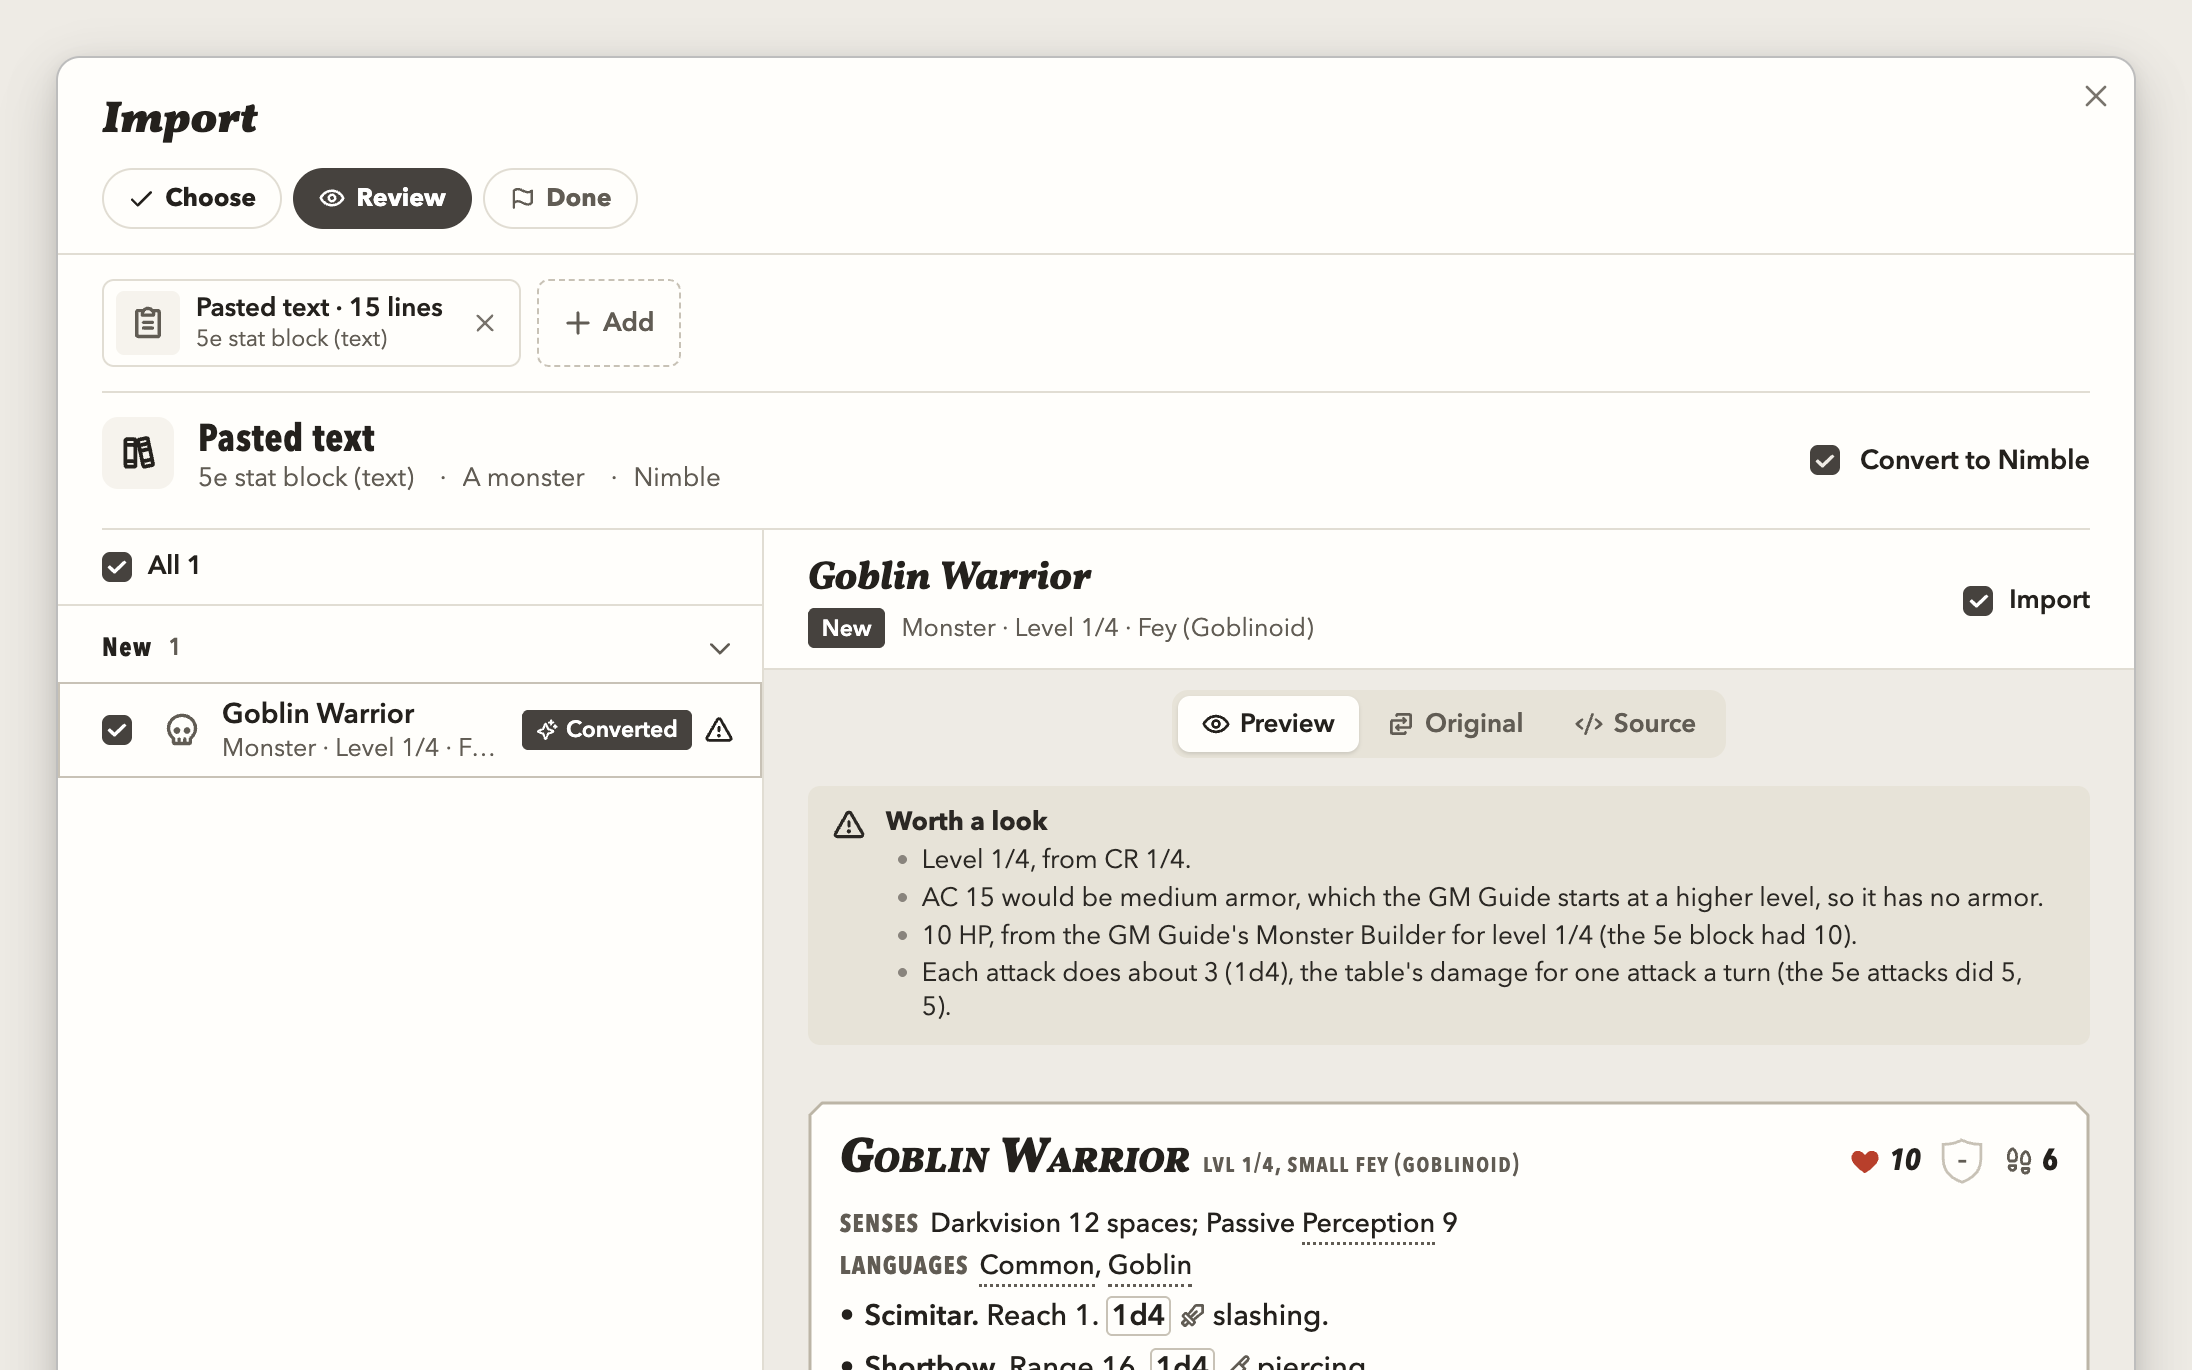 Import
Choose
Review
Done
Pasted text · 15 lines
5e stat block (text)
Add
Pasted text
5e stat block (text) · A monster · Nimble
Convert to Nimble
All 1
New 1
Goblin Warrior
Monster · Level 1/4 · F...
Converted
Goblin Warrior
New Monster · Level 1/4 · Fey (Goblinoid)
Import
Preview
Original
Source
Worth a look
• Level 1/4, from CR 1/4.
• AC 15 would be medium armor, which the GM Guide starts at a higher level, so it has no armor.
• 10 HP, from the GM Guide's Monster Builder for level 1/4 (the 5e block had 10).
• Each attack does about 3 (1d4), the table's damage for one attack a turn (the 5e attacks did 5,
5).
GOBLIN WARRIOR LVL 1/4, SMALL FEY (GOBLINOID)
10 - 6
SENSES Darkvision 12 spaces; Passive Perception 9
LANGUAGES Common, Goblin
• Scimitar. Reach 1. 1d4 slashing.
• Shortbow. Range 16. 1d4 piercing.